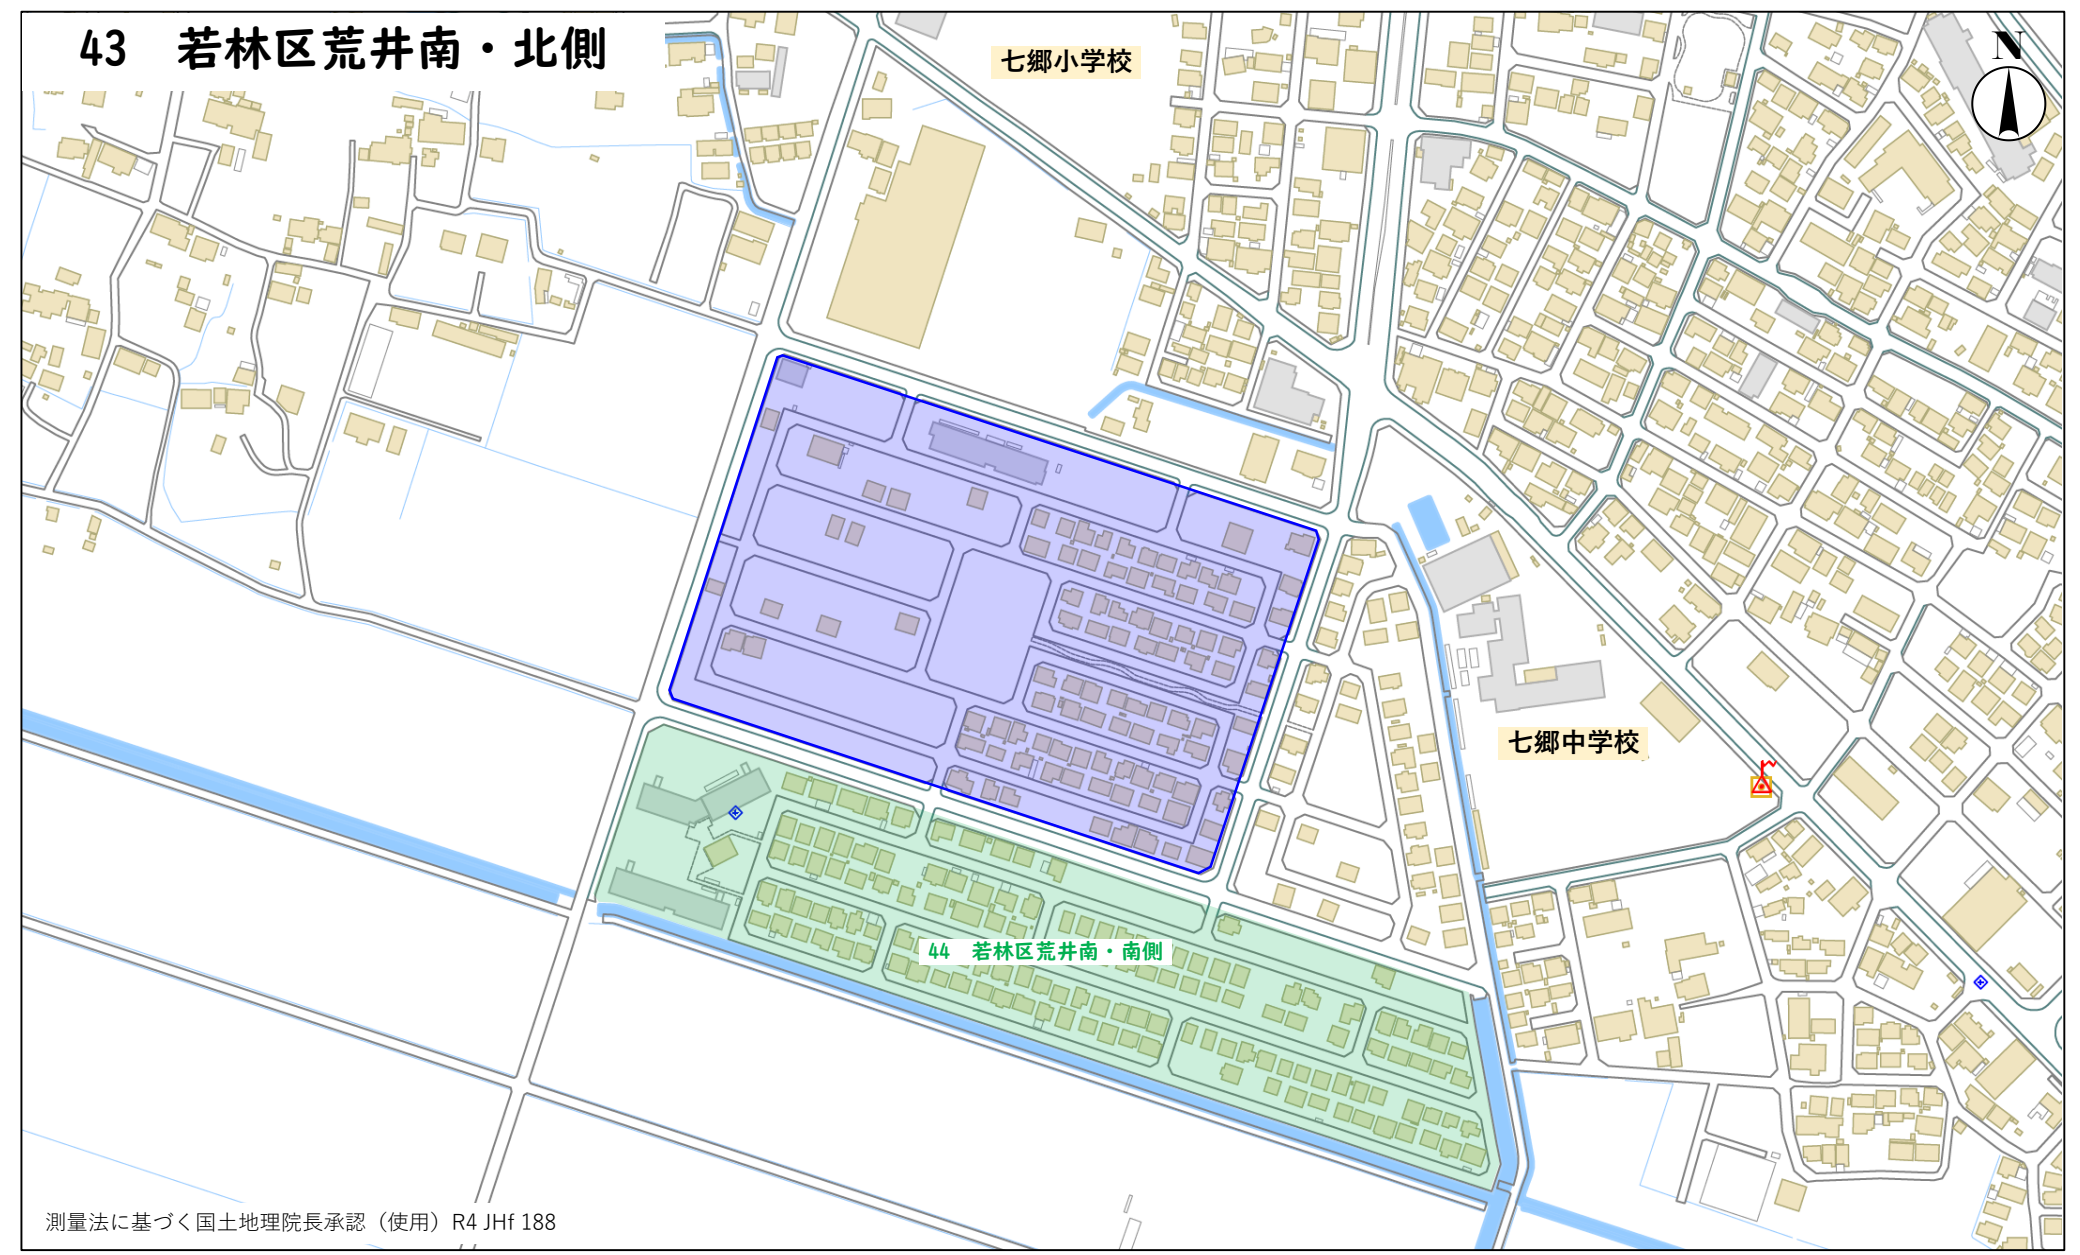 43　若林区荒井南・北側
七郷小学校
N
七郷中学校
44　若林区荒井南・南側
測量法に基づく国土地理院長承認（使用）R4 JHf 188